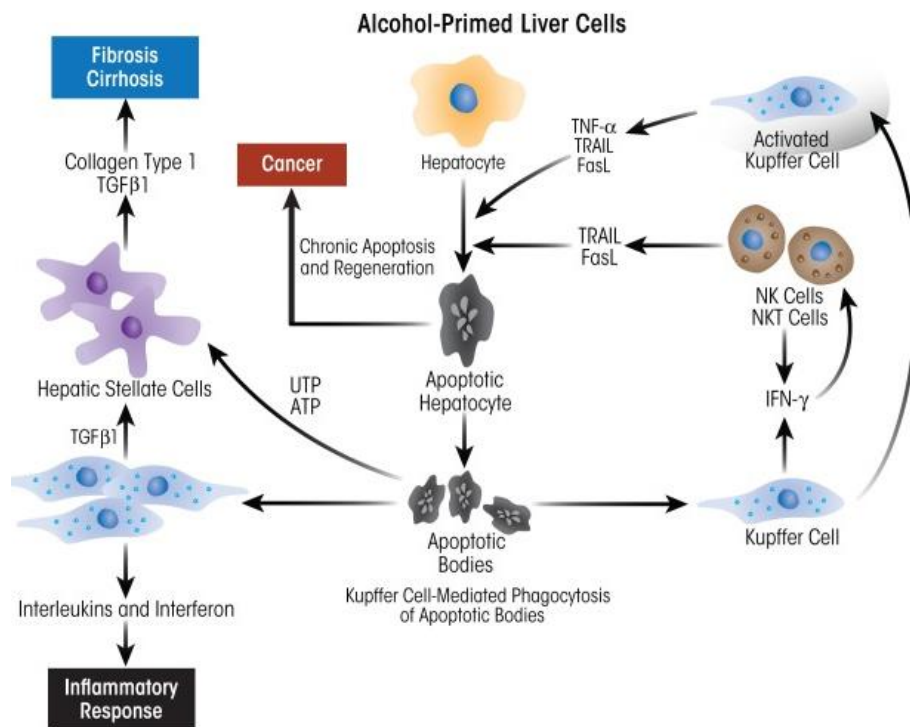 Alcohol-Primed Liver Cells
Fibrosis
Cirrhosis
Collagen Type 1
TGFβ1
Hepatic Stellate Cells
TGFβ1
Interleukins and Interferon
Inflammatory
Response
Cancer
Chronic Apoptosis
and Regeneration
UTP
ATP
Hepatocyte
Apoptotic
Hepatocyte
Apoptotic
Bodies
Kupffer Cell-Mediated Phagocytosis
of Apoptotic Bodies
TNF-α
TRAIL
FasL
TRAIL
FasL
Activated
Kupffer Cell
NK Cells
NKT Cells
IFN-γ
Kupffer Cell